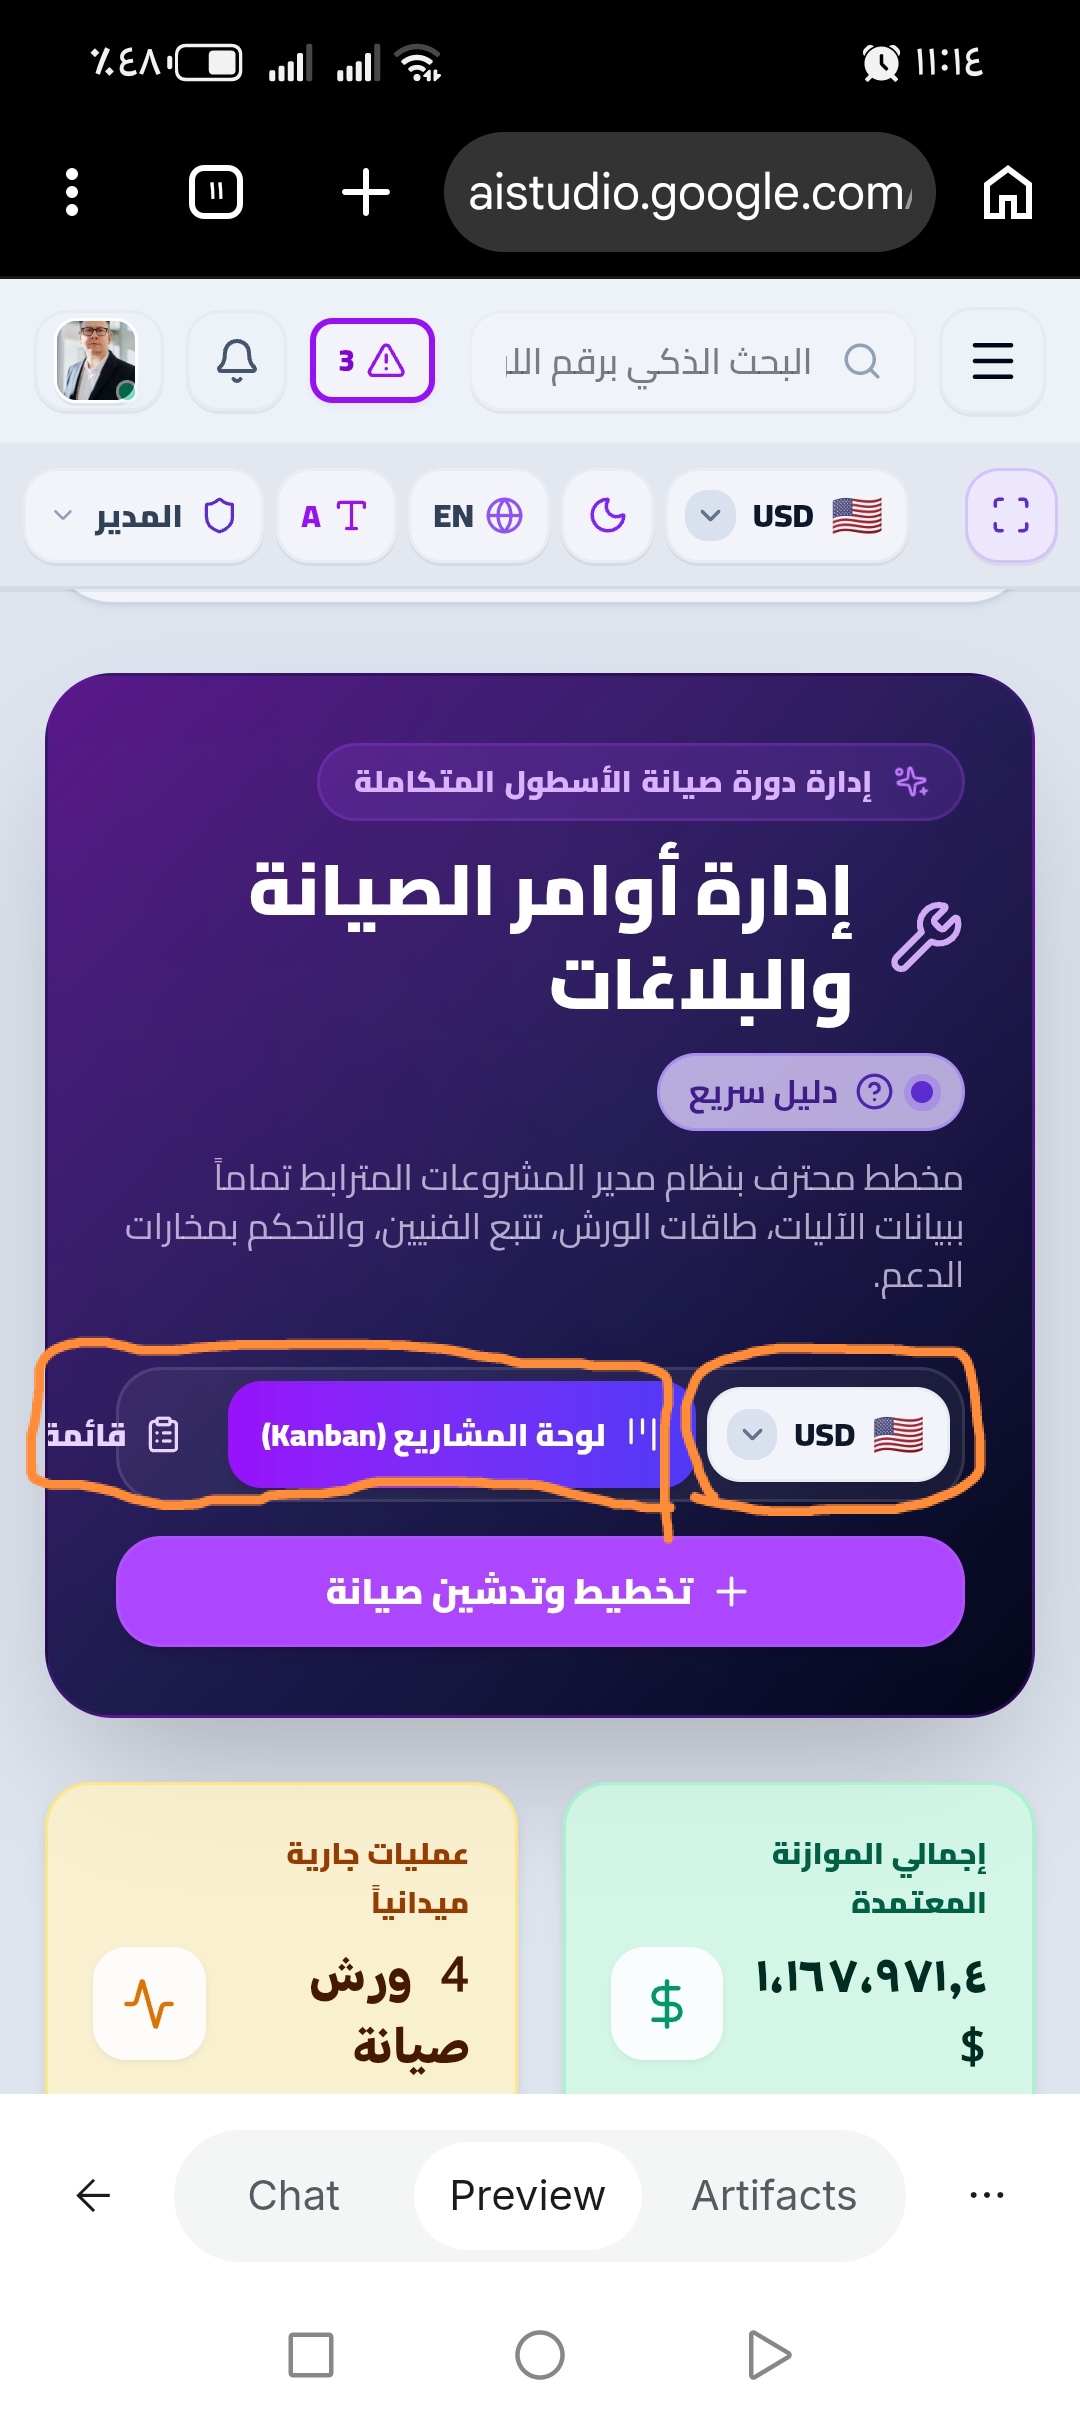 ٪٤٨
١١:١٤
١١
aistudio.google.com/
3
البحث الذكي برقم
المدير
A
EN
USD
إدارة دورة صيانة الأسطول المتكاملة
إدارة أوامر الصيانة
والبلاغات
دليل سريع
مخطط محترف بنظام مدير المشروعات المترابط تماماً
ببيانات الآليات، طاقات الورش، تتبع الفنيين، والتحكم بمخارات
الدعم.
USD
لوحة المشاريع (Kanban)
قائمة
تخطيط وتدشين صيانة
إجمالي الموازنة
المعتمدة
١،١٦٧،٩٧١,٤
$
عمليات جارية
ميدانياً
4 ورش
صيانة
Chat
Preview
Artifacts